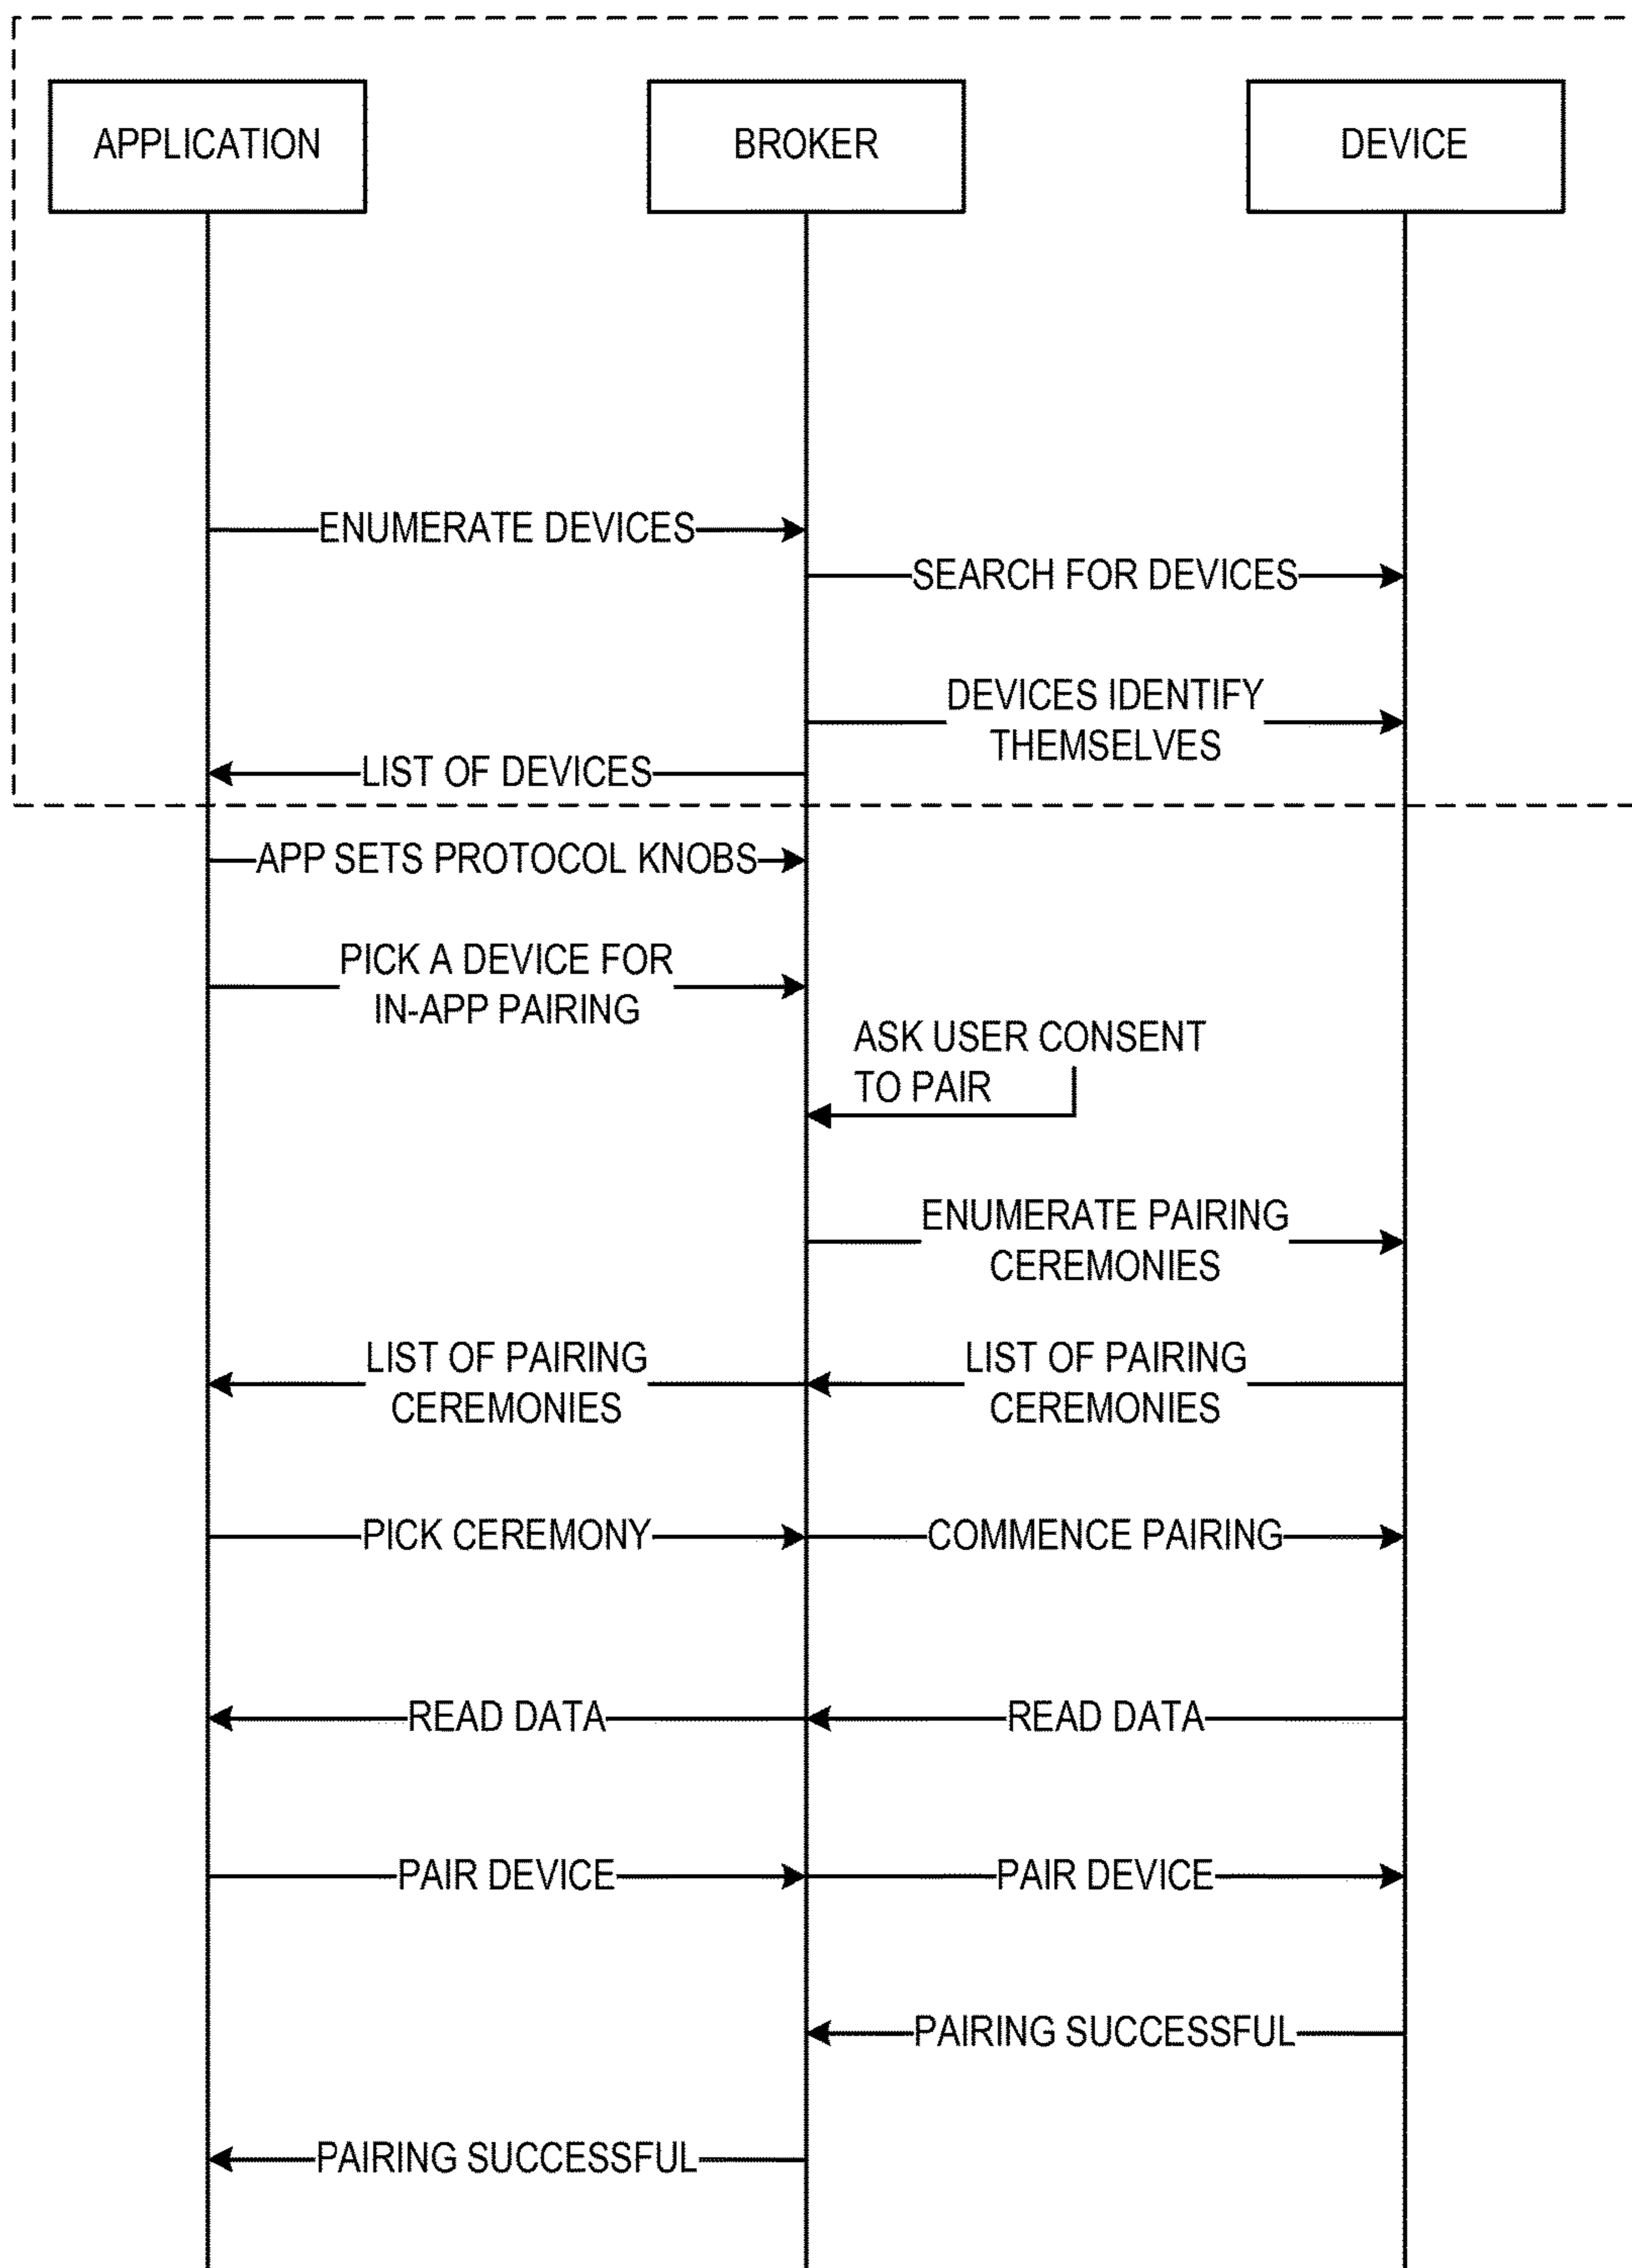 APPLICATION
BROKER
DEVICE
ENUMERATE DEVICES
SEARCH FOR DEVICES
DEVICES IDENTIFY
THEMSELVES
LIST OF DEVICES
APP SETS PROTOCOL KNOBS
PICK A DEVICE FOR
IN-APP PAIRING
ASK USER CONSENT
TO PAIR
ENUMERATE PAIRING
CEREMONIES
LIST OF PAIRING
CEREMONIES
LIST OF PAIRING
CEREMONIES
PICK CEREMONY
COMMENCE PAIRING
READ DATA
READ DATA
PAIR DEVICE
PAIR DEVICE
PAIRING SUCCESSFUL
PAIRING SUCCESSFUL